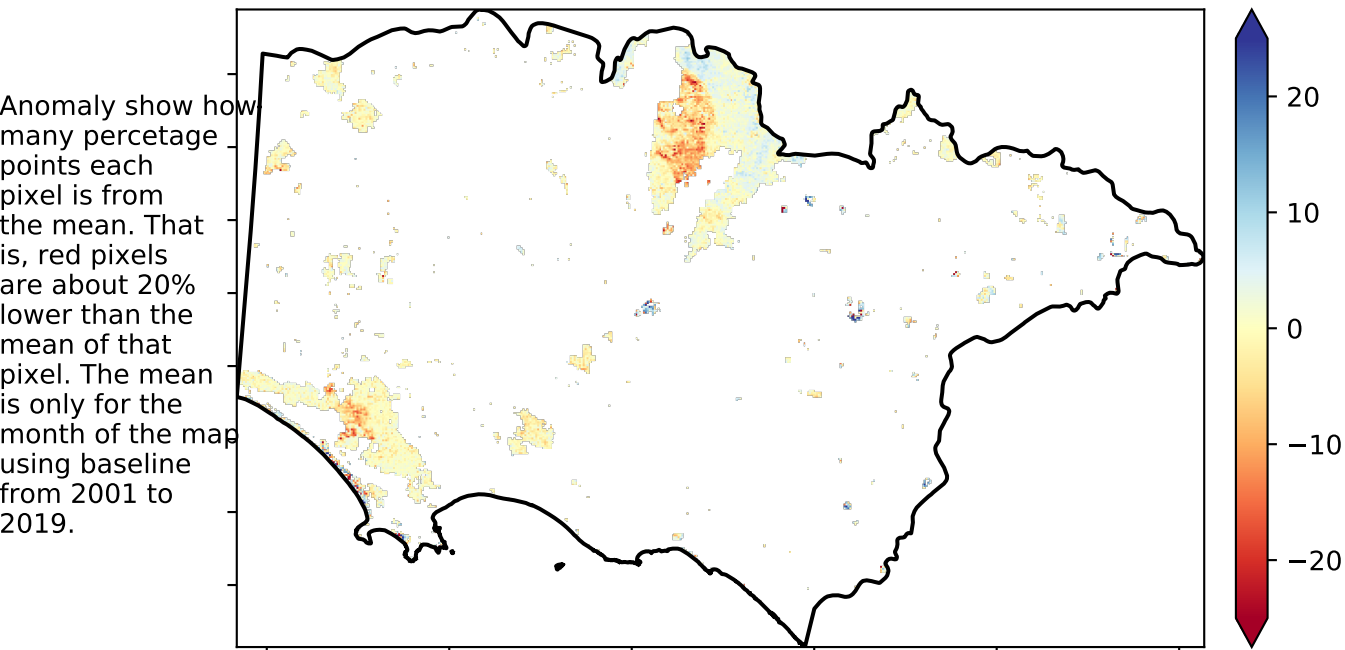 Anomaly show how
many percetage
points each
pixel is from
the mean. That
is, red pixels
are about 20%
lower than the
mean of that
pixel. The mean
is only for the
month of the map
using baseline
from 2001 to
2019.
20
10
0
−10
−20